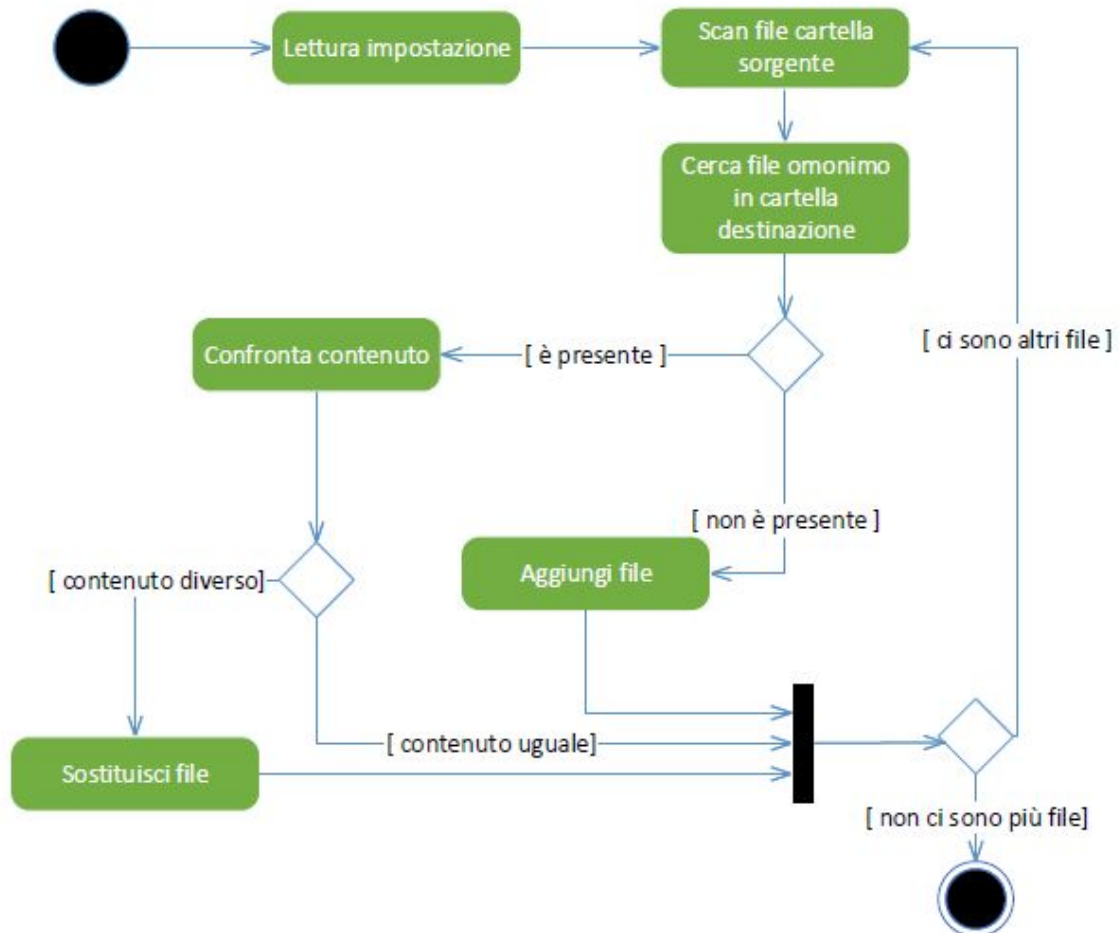 Lettura impostazione
Scan file cartella
sorgente
Cerca file omonimo
in cartella
destinazione
[ ci sono altri file ]
Confronta contenuto
[ è presente ]
[ non è presente ]
Aggiungi file
[ contenuto diverso]
[ contenuto uguale]
Sostituisci file
[ non ci sono più file]